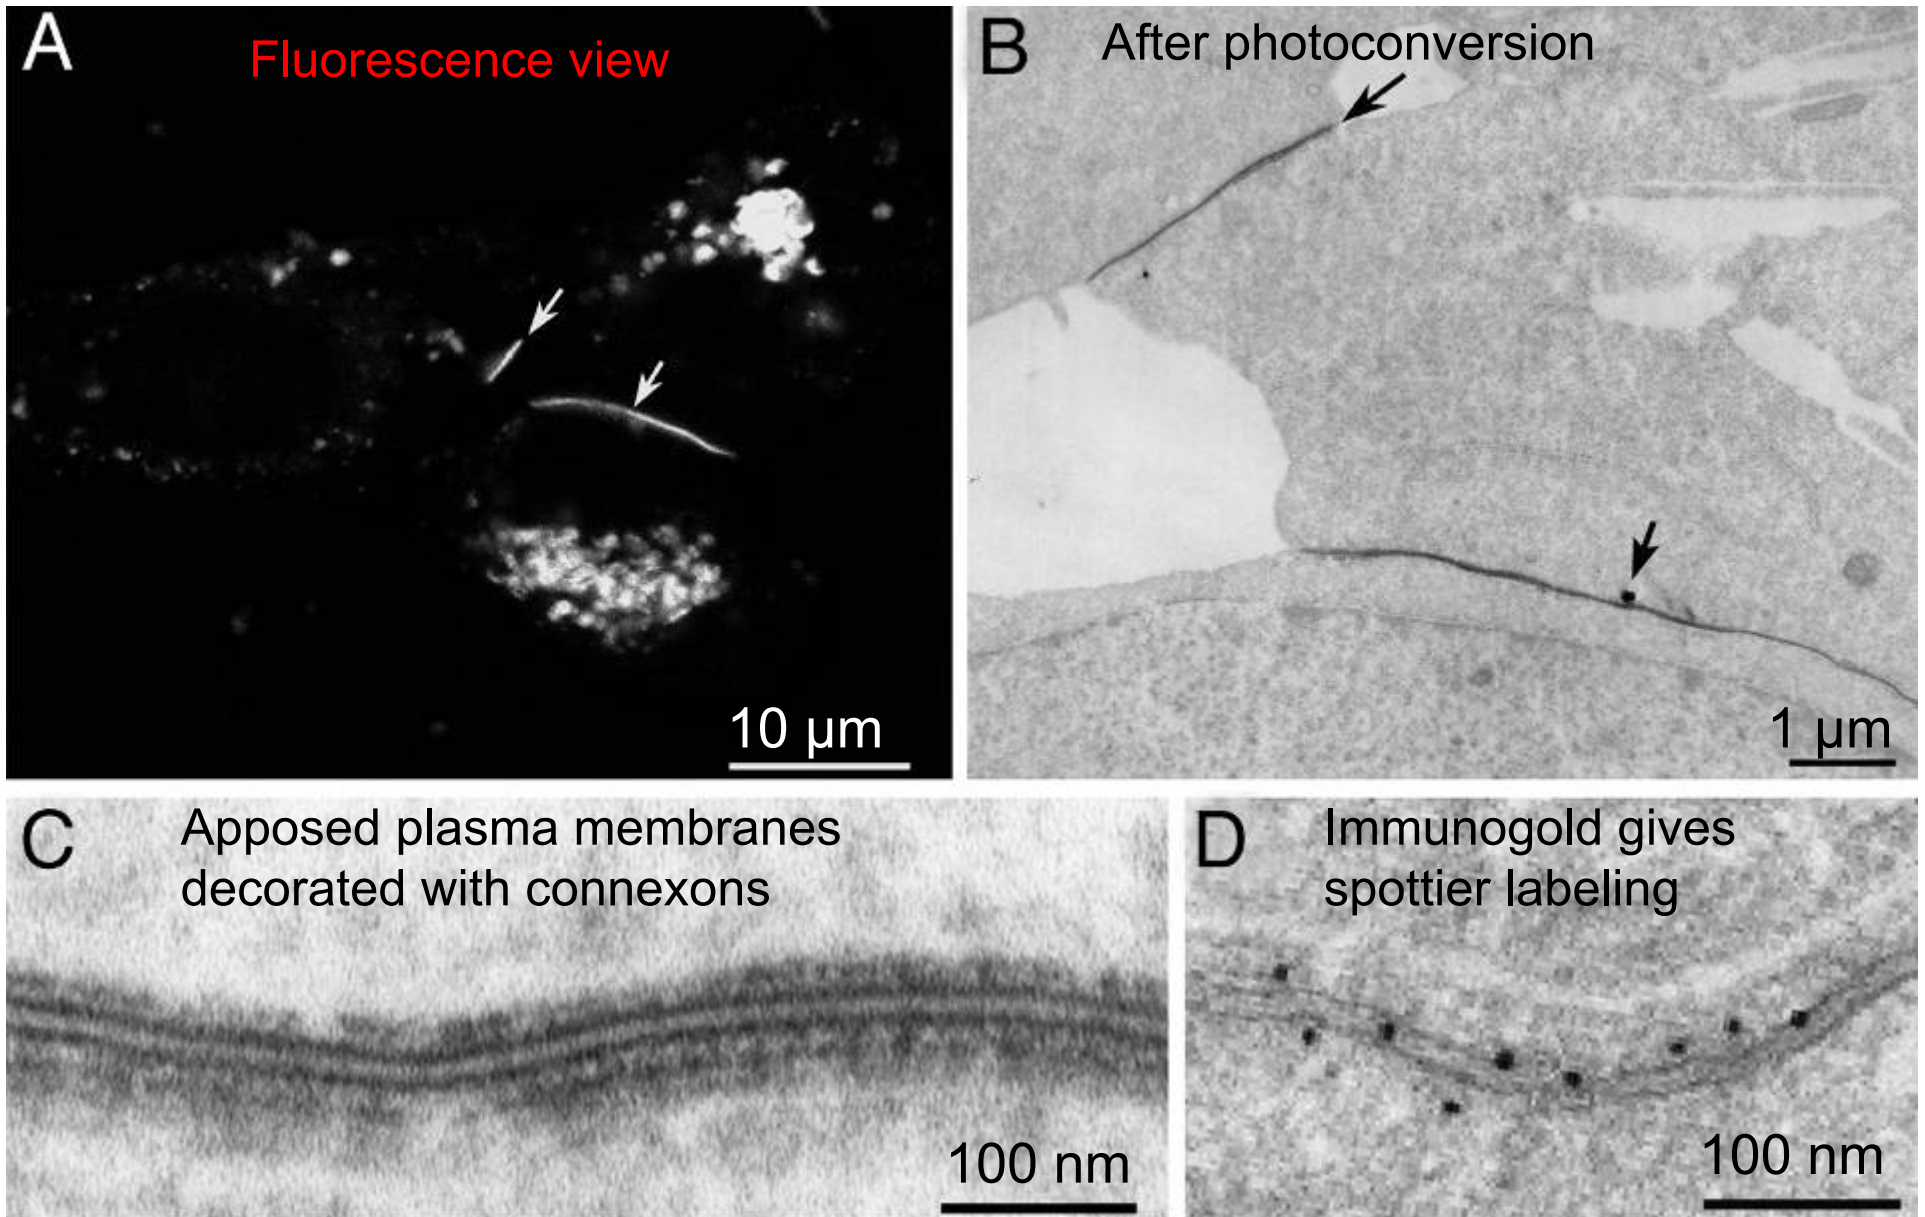 A
Fluorescence view
10 µm
B
After photoconversion
1 µm
C
Apposed plasma membranes
decorated with connexons
100 nm
D
Immunogold gives
spottier labeling
100 nm